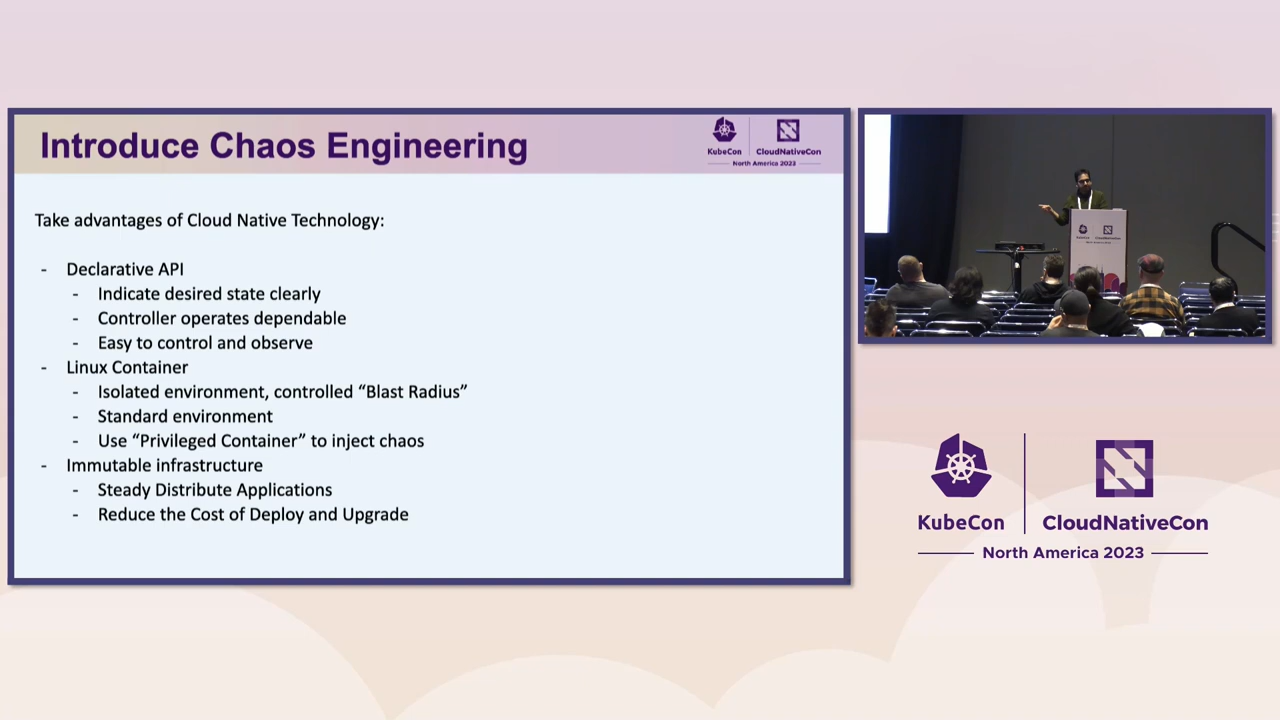 Introduce Chaos Engineering
KubeCon
CloudNativeCon
North America 2023
Take advantages of Cloud Native Technology:
- Declarative API
- Indicate desired state clearly
- Controller operates dependable
- Easy to control and observe
- Linux Container
- Isolated environment, controlled “Blast Radius”
- Standard environment
- Use “Privileged Container” to inject chaos
- Immutable infrastructure
- Steady Distribute Applications
- Reduce the Cost of Deploy and Upgrade
KubeCon
CloudNativeCon
North America 2023